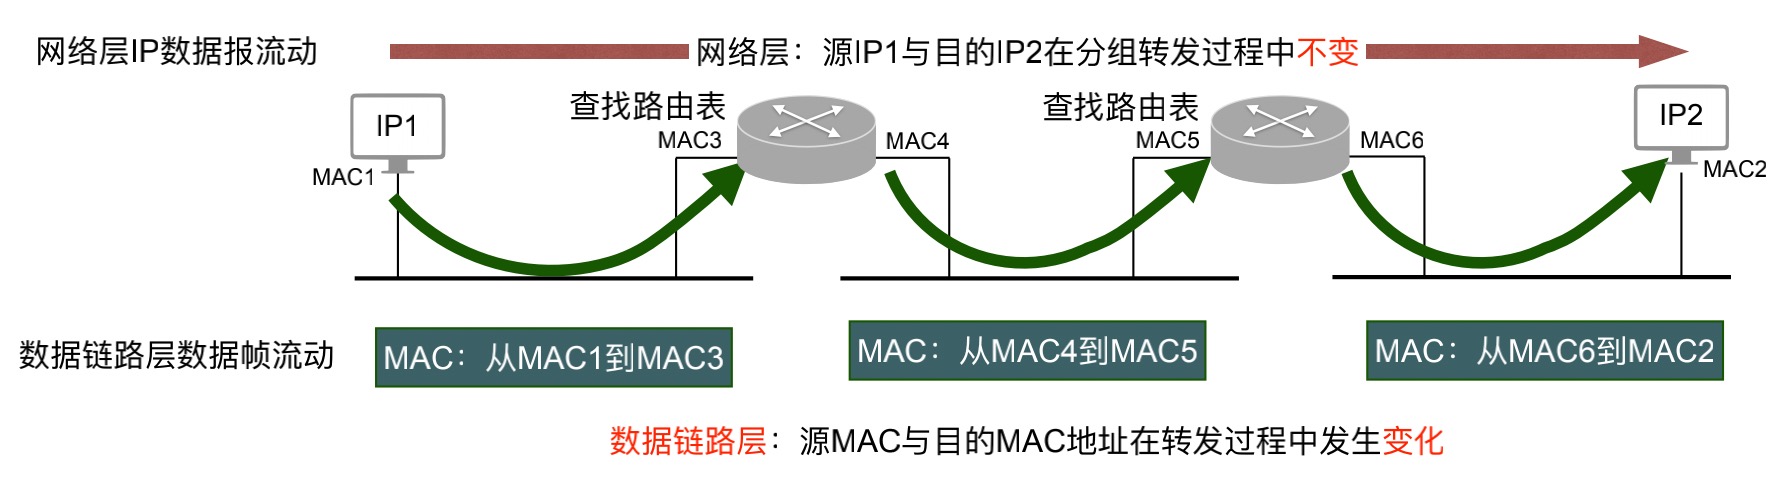 网络层IP数据报流动
网络层：源IP1与目的IP2在分组转发过程中不变
IP1
查找路由表
查找路由表
IP2
MAC1
MAC3
MAC4
MAC5
MAC6
MAC2
数据链路层数据帧流动
MAC：从MAC1到MAC3
MAC：从MAC4到MAC5
MAC：从MAC6到MAC2
数据链路层：源MAC与目的MAC地址在转发过程中发生变化